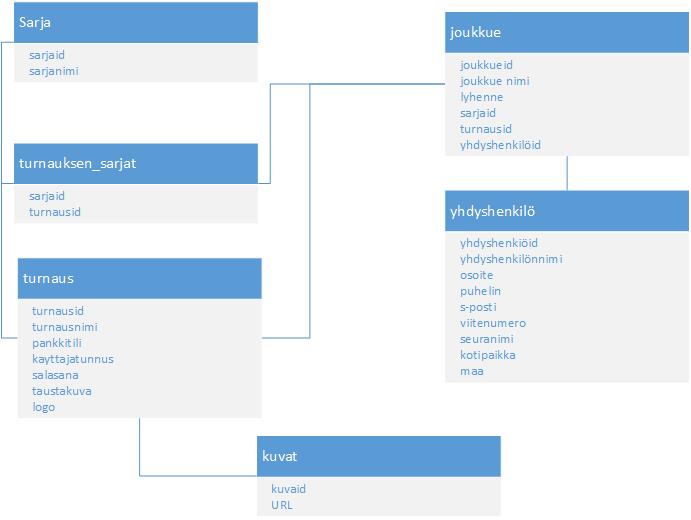 Sarja
sarjaid
sarjanimi
turnauksen_sarjat
sarjaid
turnausid
turnaus
turnausid
turnausnimi
pankkitili
kayttajatunnus
salasana
taustakuva
logo
kuvat
kuvaid
URL
joukkue
joukkueid
joukkue nimi
lyhenne
sarjaid
turnausid
yhdyshenkilöid
yhdyshenkilö
yhdyshenkiöid
yhdyshenkilönnimi
osoite
puhelin
s-posti
viitenumero
seuranimi
kotipaikka
maa